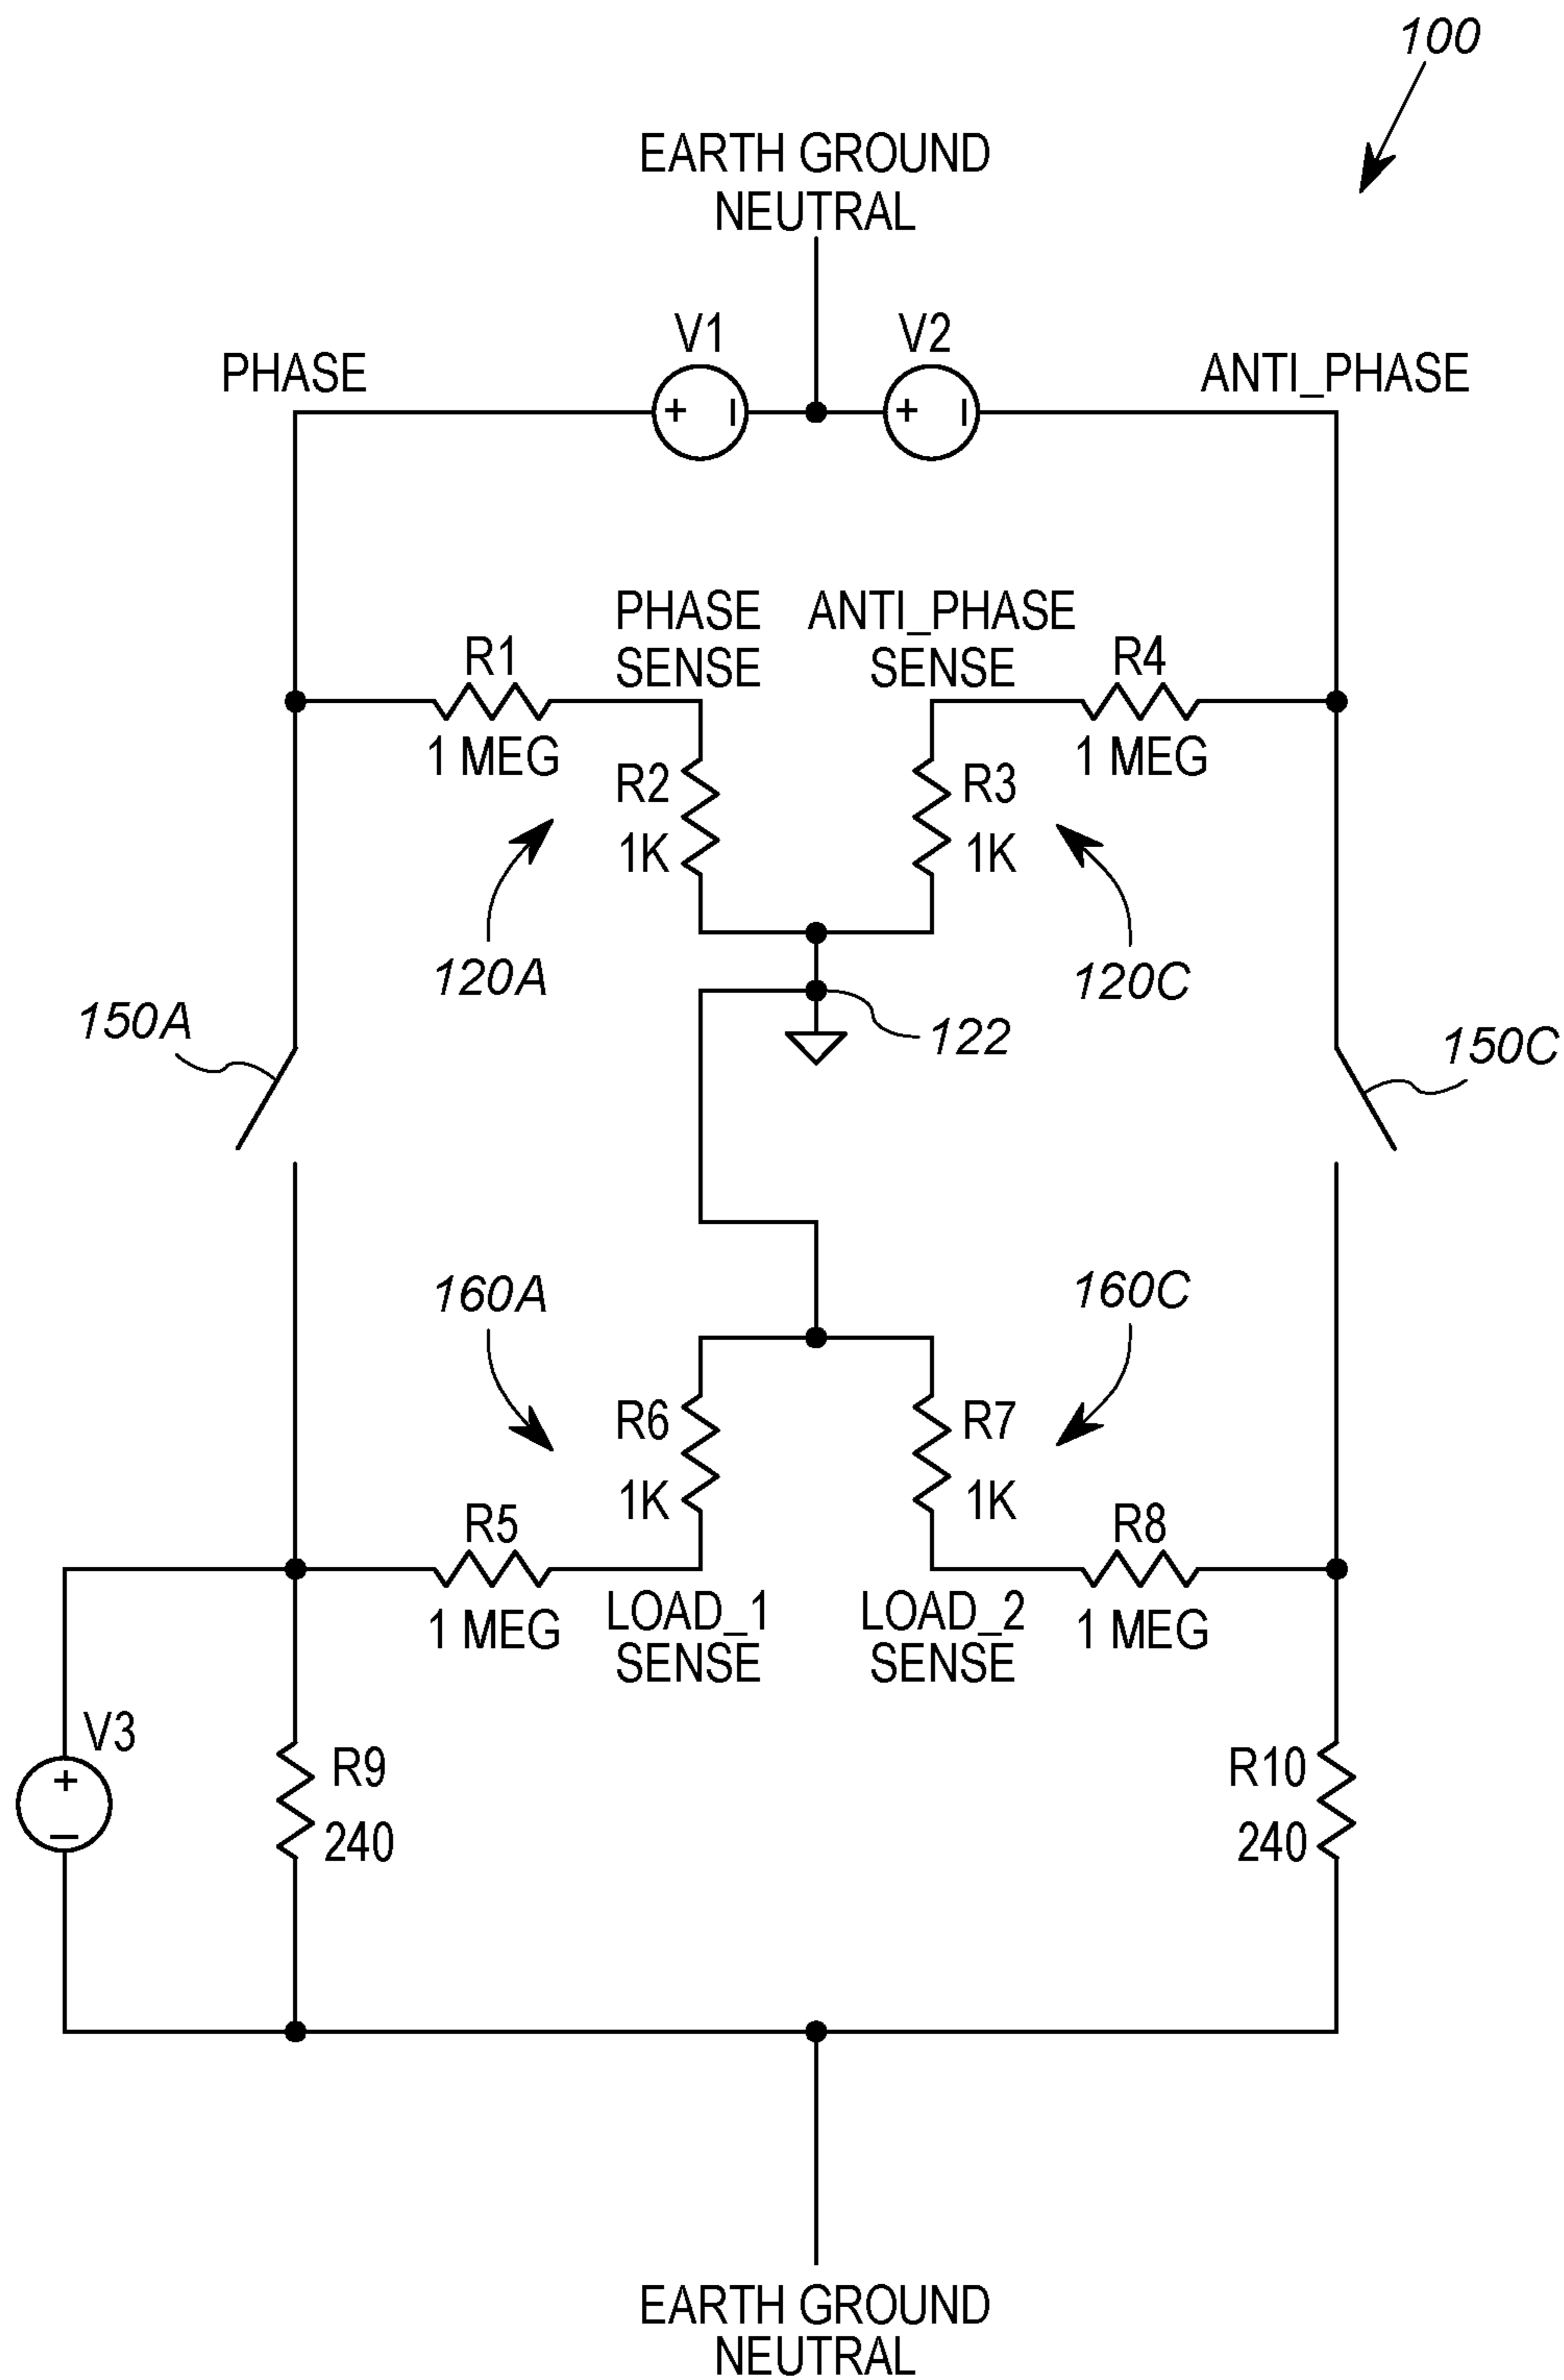 100
EARTH GROUND
NEUTRAL
V1
V2
PHASE
ANTI_PHASE
+
+
PHASE
SENSE
ANTI_PHASE
SENSE
R1
R4
1 MEG
1 MEG
R2
1K
R3
1K
120A
120C
150A
122
150C
160A
160C
R6
1K
R7
1K
R5
R8
1 MEG
LOAD_1
SENSE
LOAD_2
SENSE
1 MEG
V3
+
R9
240
R10
240
EARTH GROUND
NEUTRAL